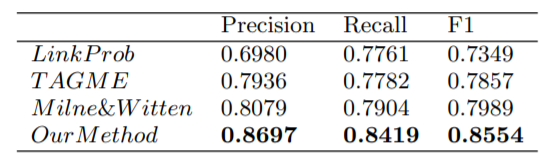 Precision Recall F1
LinkProb 0.6980 0.7761 0.7349
TAGME 0.7936 0.7782 0.7857
Milne&Witten 0.8079 0.7904 0.7989
OurMethod 0.8697 0.8419 0.8554